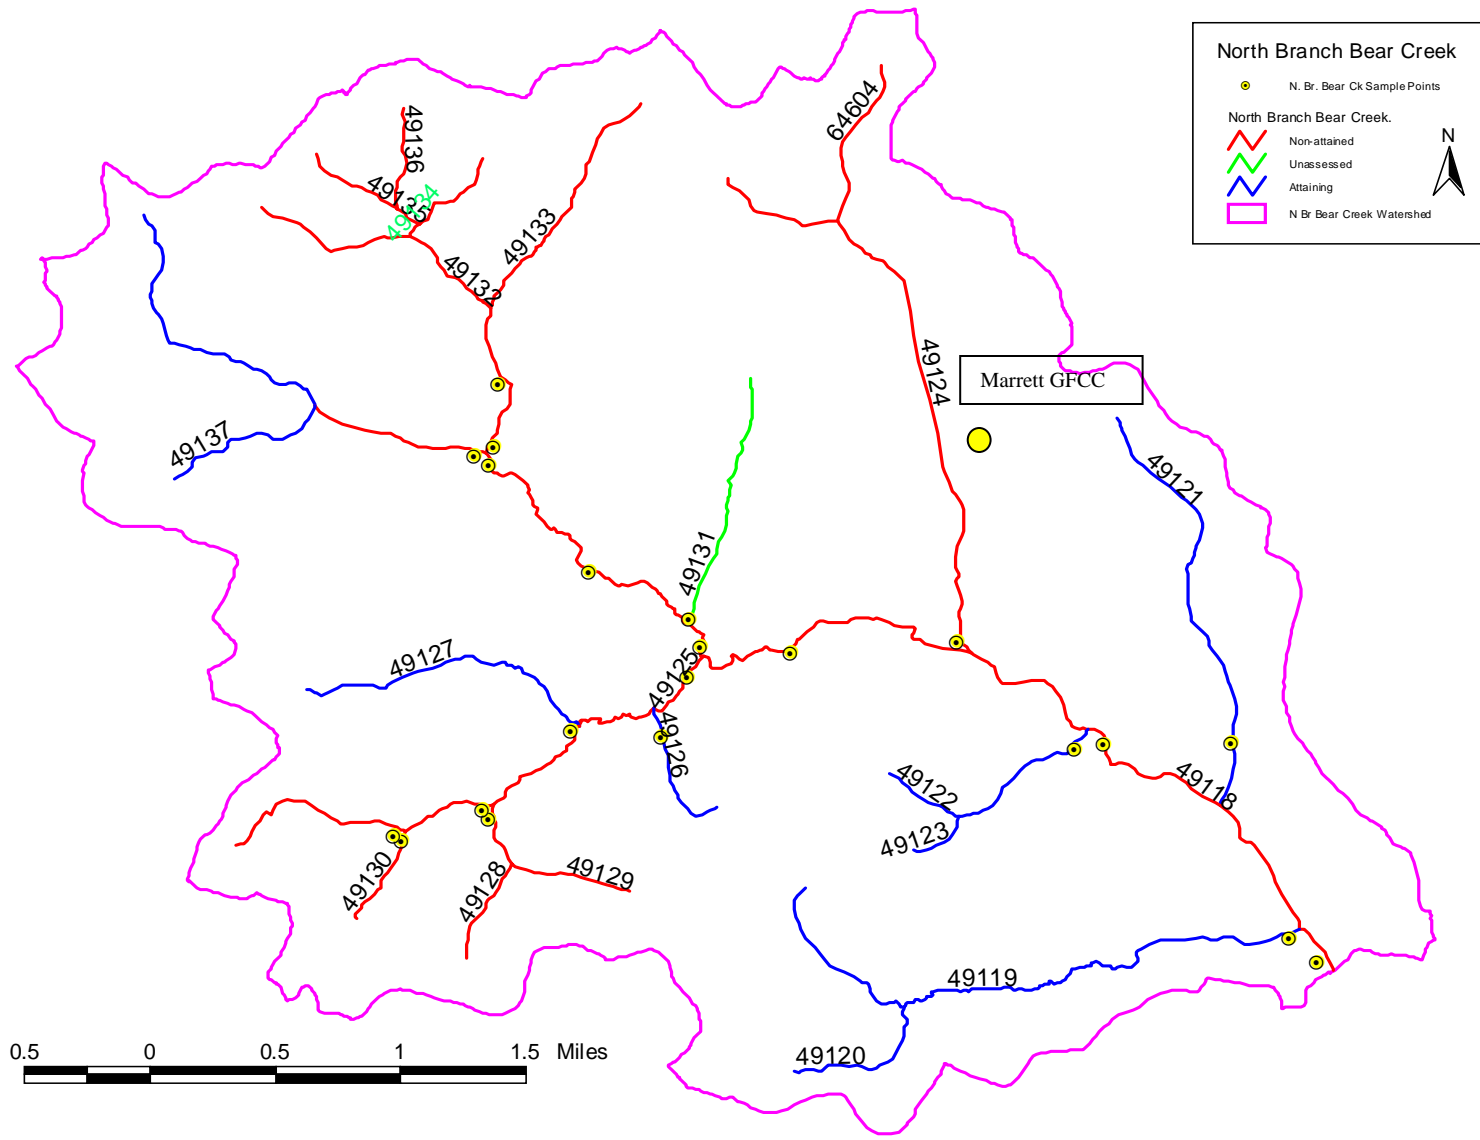 North Branch Bear Creek
N. Br. Bear Ck Sample Points
North Branch Bear Creek.
Non-attained
Unassessed
Attaining
N Br Bear Creek Watershed
N
64604
49136
49135
49134
49133
49132
49124
Marrett GFCC
49137
49121
49131
49127
49125
49126
49122
49118
49123
49130
49128
49129
49119
49120
0.5 0 0.5 1 1.5 Miles